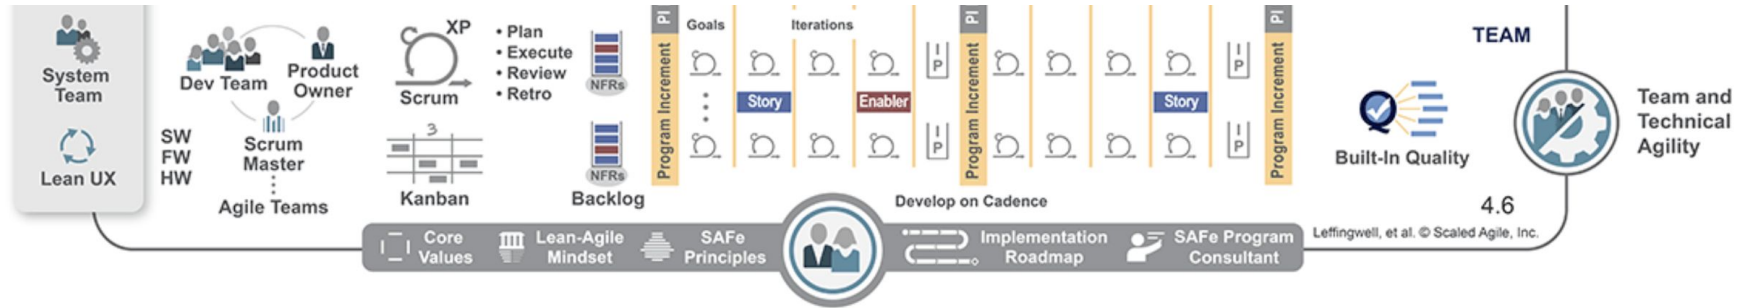 System
Team
Lean UX
SW
FW
HW
Dev Team
Product
Owner
Scrum
Master
Agile Teams
XP
Scrum
3
Kanban
• Plan
• Execute
• Review
• Retro
NFRs
NFRs
Backlog
PI
Program Increment
Goals
Iterations
Story
Enabler
I
P
I
P
PI
Program Increment
Story
I
P
I
P
PI
Program Increment
Develop on Cadence
TEAM
Q
Built-In Quality
Team and
Technical
Agility
4.6
Leffingwell, et al. © Scaled Agile, Inc.
Core
Values
Lean-Agile
Mindset
SAFe
Principles
Implementation
Roadmap
SAFe Program
Consultant